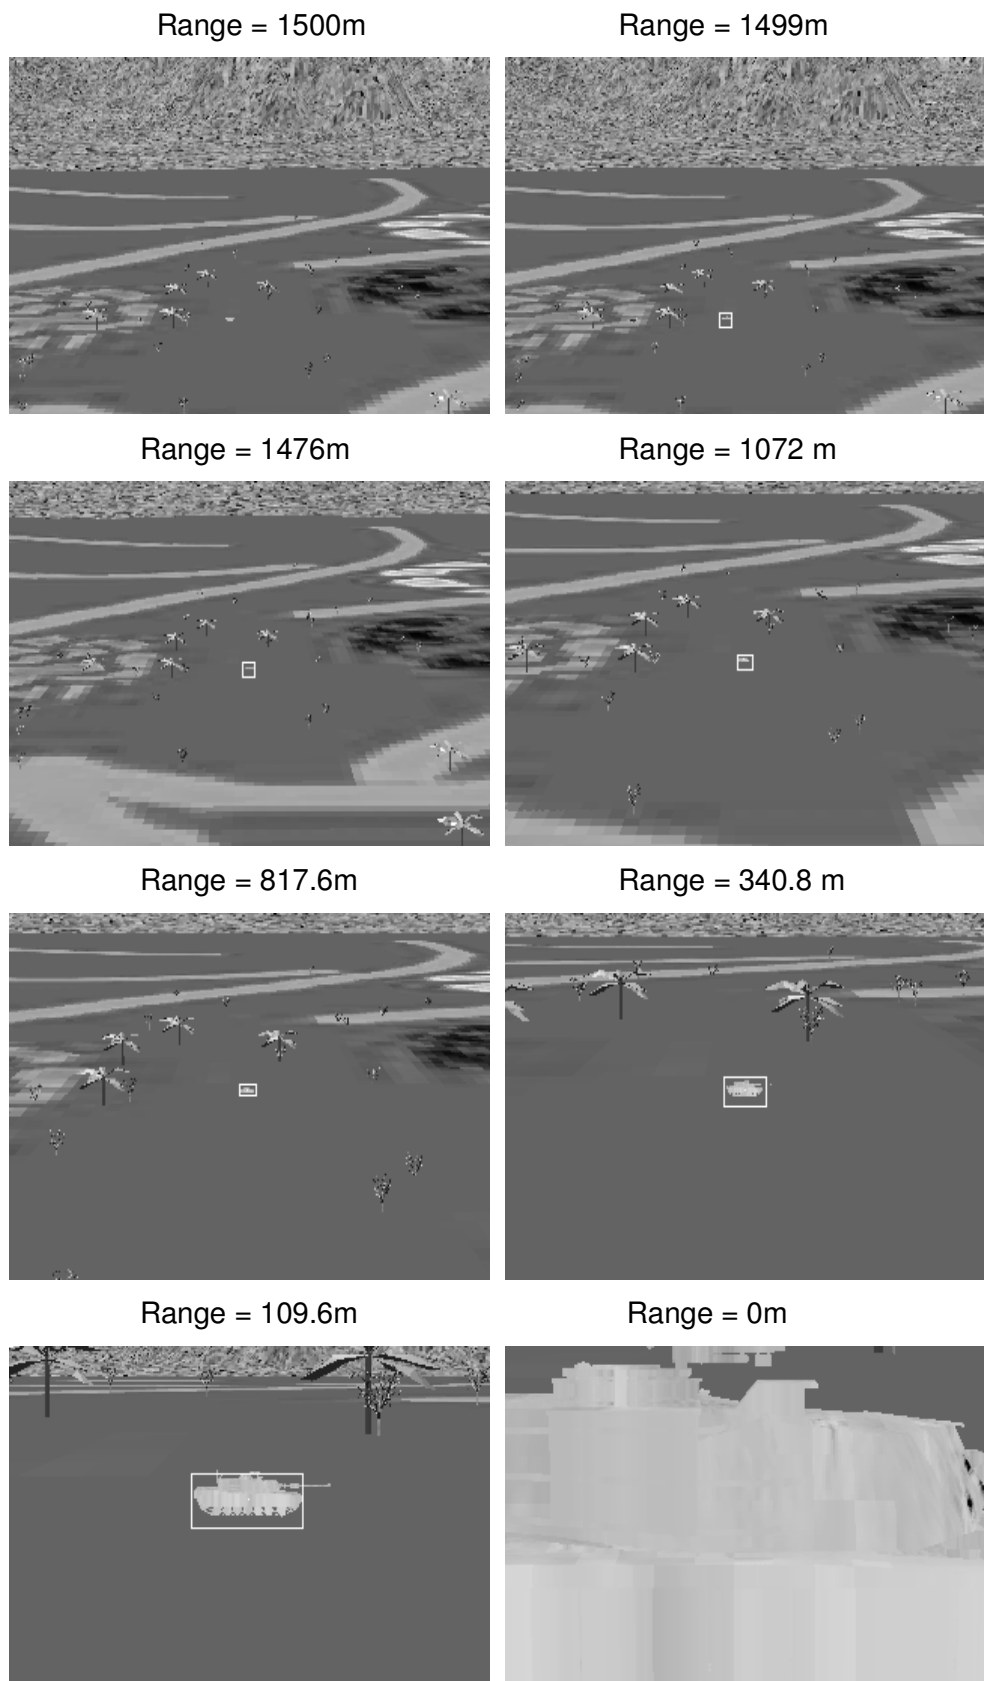 Range = 1500m
Range = 1499m
Range = 1476m
Range = 1072 m
Range = 817.6m
Range = 340.8 m
Range = 109.6m
Range = 0m